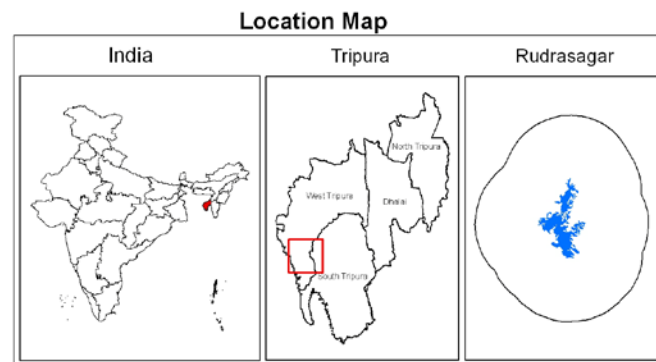 Location Map
India
Tripura
Rudrasagar
North Tripura
West Tripura
Dhalai
South Tripura